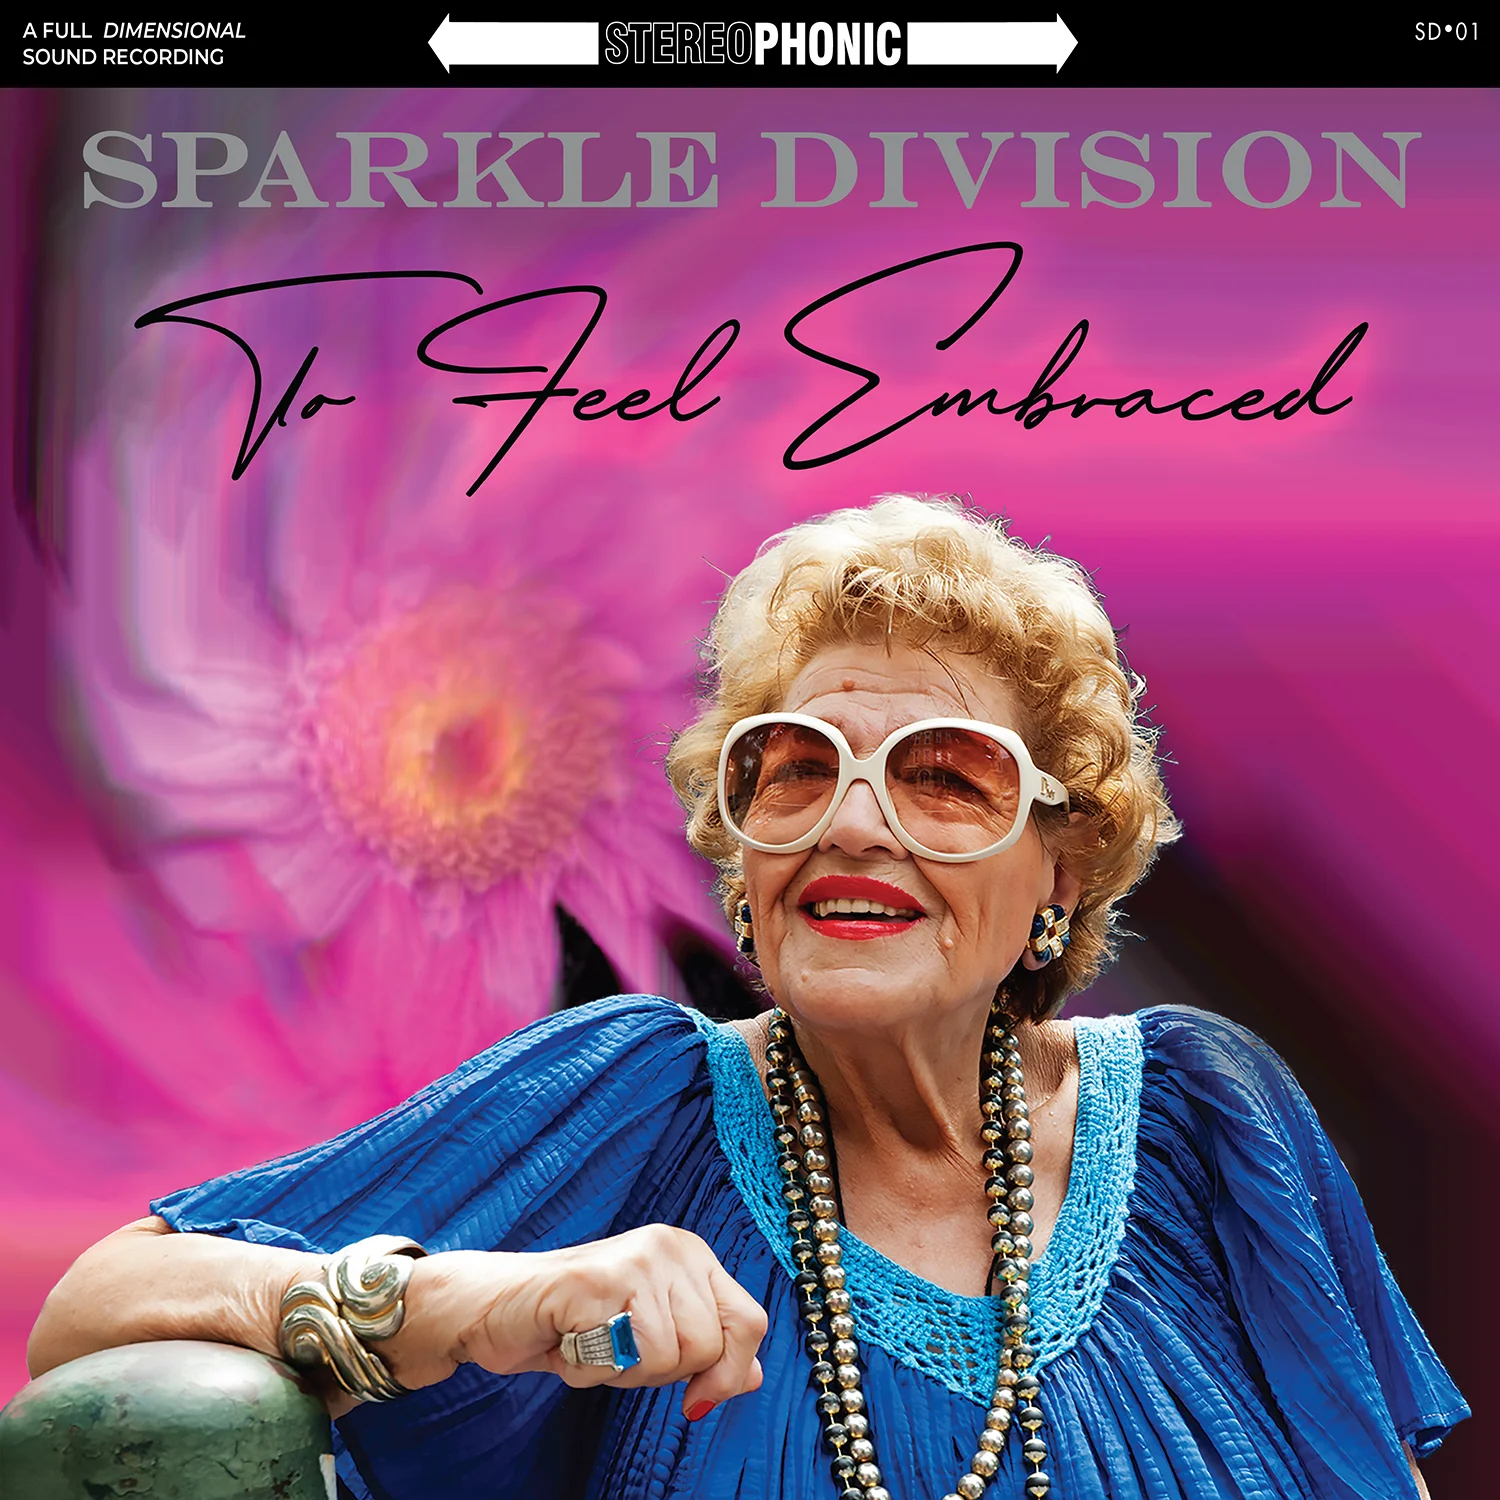 A FULL DIMENSIONAL
SOUND RECORDING
STEREOPHONIC
SD•01
SPARKLE DIVISION
To Feel Embraced